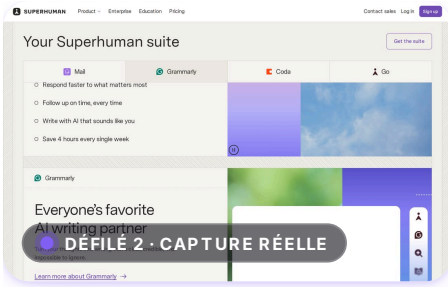 SUPERHUMAN Product Enterprise Education Pricing Contact sales Log in Sign up
Your Superhuman suite
Get the suite
Mail Grammarly Coda Go
Respond faster to what matters most
Follow up on time, every time
Write with AI that sounds like you
Save 4 hours every single week
Grammarly
Everyone's favorite
AI writing partner
DÉFILÉ 2 · CAPTURE RÉELLE
impossible to ignore.
Learn more about Grammarly →